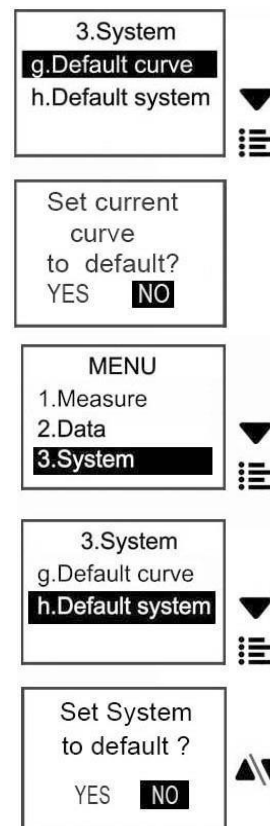 3.System
g.Default curve
h.Default system
Set current
curve
to default?
YES NO
MENU
1.Measure
2.Data
3.System
3.System
g.Default curve
h.Default system
Set System
to default ?
YES NO